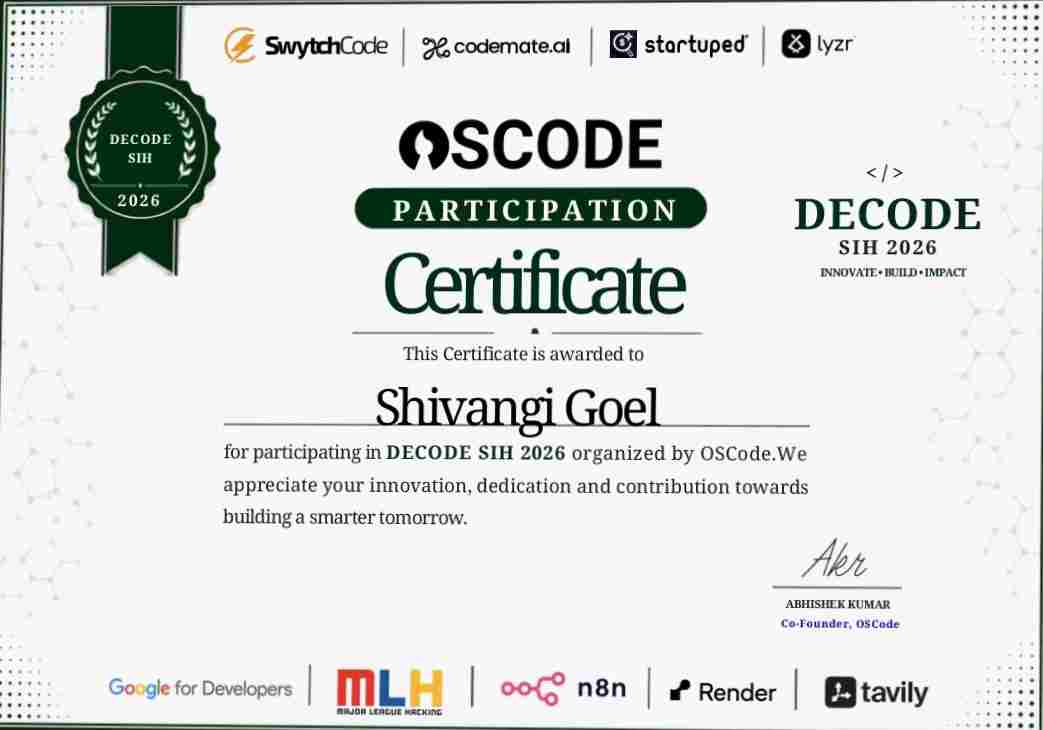 SwytchCode codemate.ai startuped lyzr
DECODE
SIH
2026
OSCODE
PARTICIPATION
Certificate
</>
DECODE
SIH 2026
INNOVATE • BUILD • IMPACT
This Certificate is awarded to
Shivangi Goel
for participating in DECODE SIH 2026 organized by OSCode.We
appreciate your innovation, dedication and contribution towards
building a smarter tomorrow.
Akr
ABHISHEK KUMAR
Co-Founder, OSCode
Google for Developers MLH n8n Render tavily
MAJOR LEAGUE HACKING